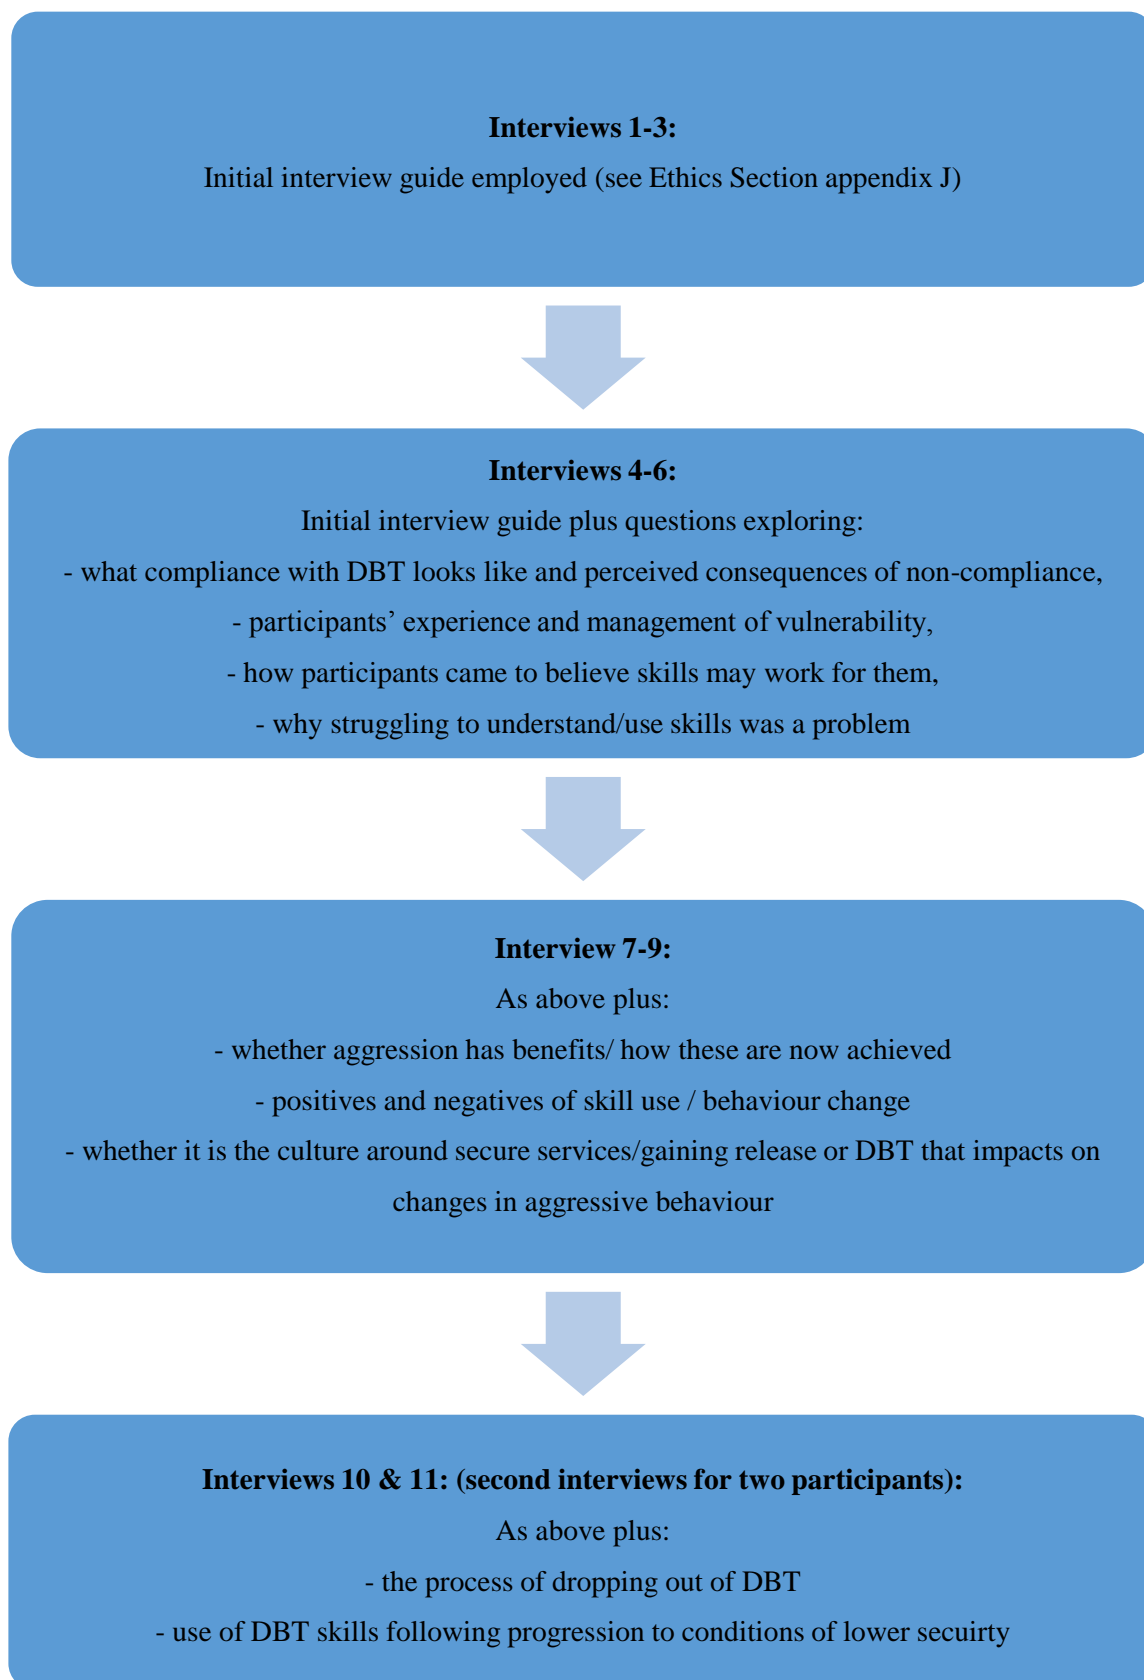 Interviews 1-3:
Initial interview guide employed (see Ethics Section appendix J)
Interviews 4-6:
Initial interview guide plus questions exploring:
- what compliance with DBT looks like and perceived consequences of non-compliance,
- participants’ experience and management of vulnerability,
- how participants came to believe skills may work for them,
- why struggling to understand/use skills was a problem
Interview 7-9:
As above plus:
- whether aggression has benefits/ how these are now achieved
- positives and negatives of skill use / behaviour change
- whether it is the culture around secure services/gaining release or DBT that impacts on
changes in aggressive behaviour
Interviews 10 & 11: (second interviews for two participants):
As above plus:
- the process of dropping out of DBT
- use of DBT skills following progression to conditions of lower secuirty